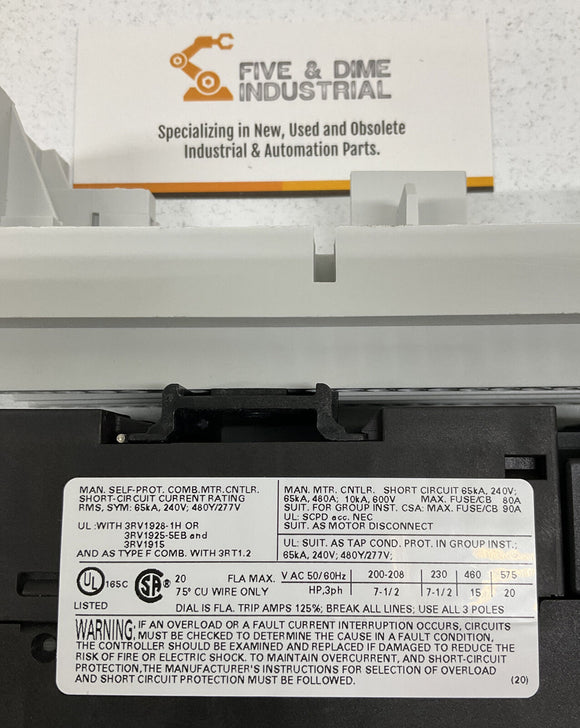 FIVE & DIME
INDUSTRIAL
Specializing in New, Used and Obsolete
Industrial & Automation Parts.
MAN. SELF-PROT. COMB.MTR.CNTLR.
SHORT-CIRCUIT CURRENT RATING
RMS, SYM: 65kA, 240V; 480Y/277V
UL :WITH 3RV1928-1H OR
3RV1925-5EB and
3RV1915
AND AS TYPE F COMB. WITH 3RT1.2
MAN. MTR. CNTLR. SHORT CIRCUIT 65kA, 240V;
65kA, 480A; 10kA, 600V MAX. FUSE/CB 80A
SUIT. FOR GROUP INST. CSA: MAX. FUSE/CB 90A
UL: SCPD acc. NEC
SUIT. AS MOTOR DISCONNECT
UL: SUIT. AS TAP COND. PROT. IN GROUP INST.;
65kA, 240V; 480Y/277V;
UL 165C
LISTED
SA
20 FLA MAX.
75° CU WIRE ONLY
V AC 50/60Hz 200-208 230 460 575
HP,3ph 7-1/2 7-1/2 15 20
DIAL IS FLA. TRIP AMPS 125%; BREAK ALL LINES; USE ALL 3 POLES
WARNING: IF AN OVERLOAD OR A FAULT CURRENT INTERRUPTION OCCURS, CIRCUITS
MUST BE CHECKED TO DETERMINE THE CAUSE IN A FAULT CONDITION,
THE CONTROLLER SHOULD BE EXAMINED AND REPLACED IF DAMAGED TO REDUCE THE
RISK OF FIRE OR ELECTRIC SHOCK. TO MAINTAIN OVERCURRENT, AND SHORT-CIRCUIT
PROTECTION,THE MANUFACTURER'S INSTRUCTIONS FOR SELECTION OF OVERLOAD
AND SHORT CIRCUIT PROTECTION MUST BE FOLLOWED. (20)